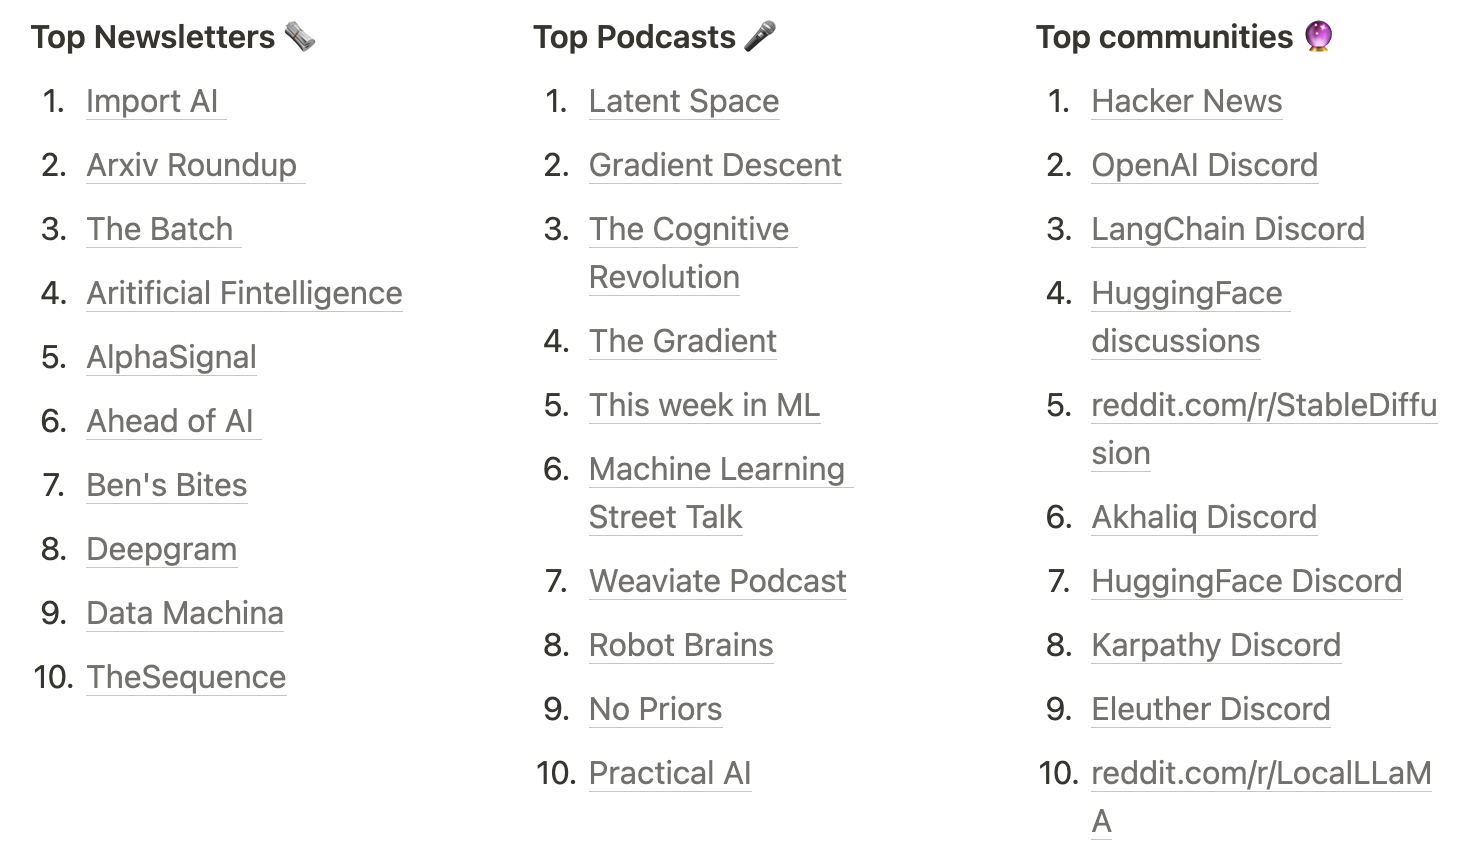 Top Newsletters 🗞️
1. Import AI
2. Arxiv Roundup
3. The Batch
4. Aritificial Fintelligence
5. AlphaSignal
6. Ahead of AI
7. Ben's Bites
8. Deepgram
9. Data Machina
10. TheSequence
Top Podcasts 🎤
1. Latent Space
2. Gradient Descent
3. The Cognitive
Revolution
4. The Gradient
5. This week in ML
6. Machine Learning
Street Talk
7. Weaviate Podcast
8. Robot Brains
9. No Priors
10. Practical AI
Top communities 🔮
1. Hacker News
2. OpenAI Discord
3. LangChain Discord
4. HuggingFace
discussions
5. reddit.com/r/StableDiffu
sion
6. Akhaliq Discord
7. HuggingFace Discord
8. Karpathy Discord
9. Eleuther Discord
10. reddit.com/r/LocalLLaM
A